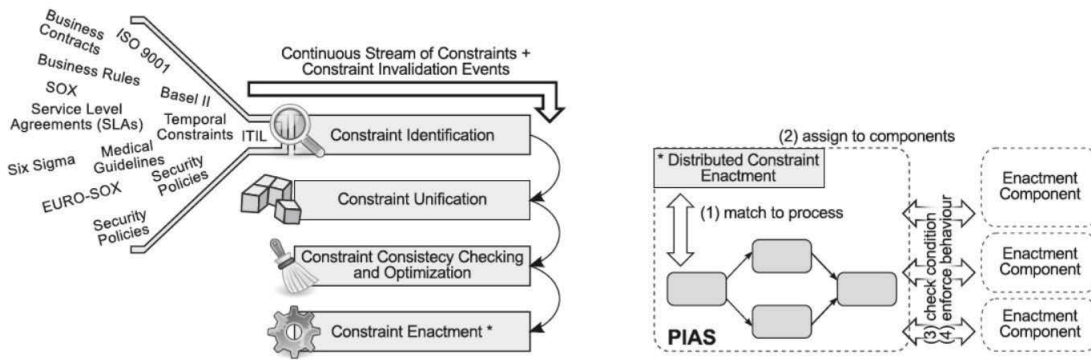 Business
Contracts
ISO 9001
Business Rules
SOX
Basel II
Service Level
Agreements (SLAs)
Temporal
Constraints
ITIL
Six Sigma
Medical
Guidelines
Security
Policies
EURO-SOX
Security
Policies
Continuous Stream of Constraints +
Constraint Invalidation Events
Constraint Identification
Constraint Unification
Constraint Consistecy Checking
and Optimization
Constraint Enactment *
(2) assign to components
* Distributed Constraint
Enactment
(1) match to process
PIAS
(3) check condition
(4) enforce behaviour
Enactment
Component
Enactment
Component
Enactment
Component